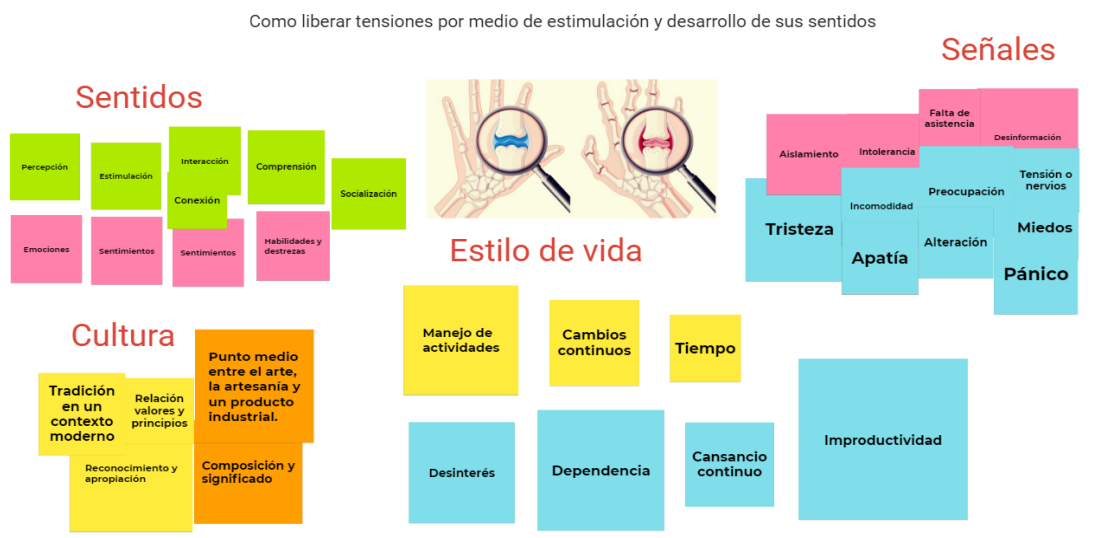 Como liberar tensiones por medio de estimulación y desarrollo de sus sentidos
Sentidos
Percepción
Estimulación
Interacción
Conexión
Comprensión
Socialización
Emociones
Sentimientos
Sentimientos
Habilidades y
destrezas
Señales
Aislamiento
Intolerancia
Falta de
asistencia
Desinformación
Tristeza
Incomodidad
Apatía
Preocupación
Alteración
Tensión o
nervios
Miedos
Pánico
Estilo de vida
Manejo de
actividades
Cambios
continuos
Tiempo
Desinterés
Dependencia
Cansancio
continuo
Improductividad
Cultura
Tradición
en un
contexto
moderno
Relación
valores y
principios
Punto medio
entre el arte,
la artesanía y
un producto
industrial.
Reconocimiento y
apropiación
Composición y
significado